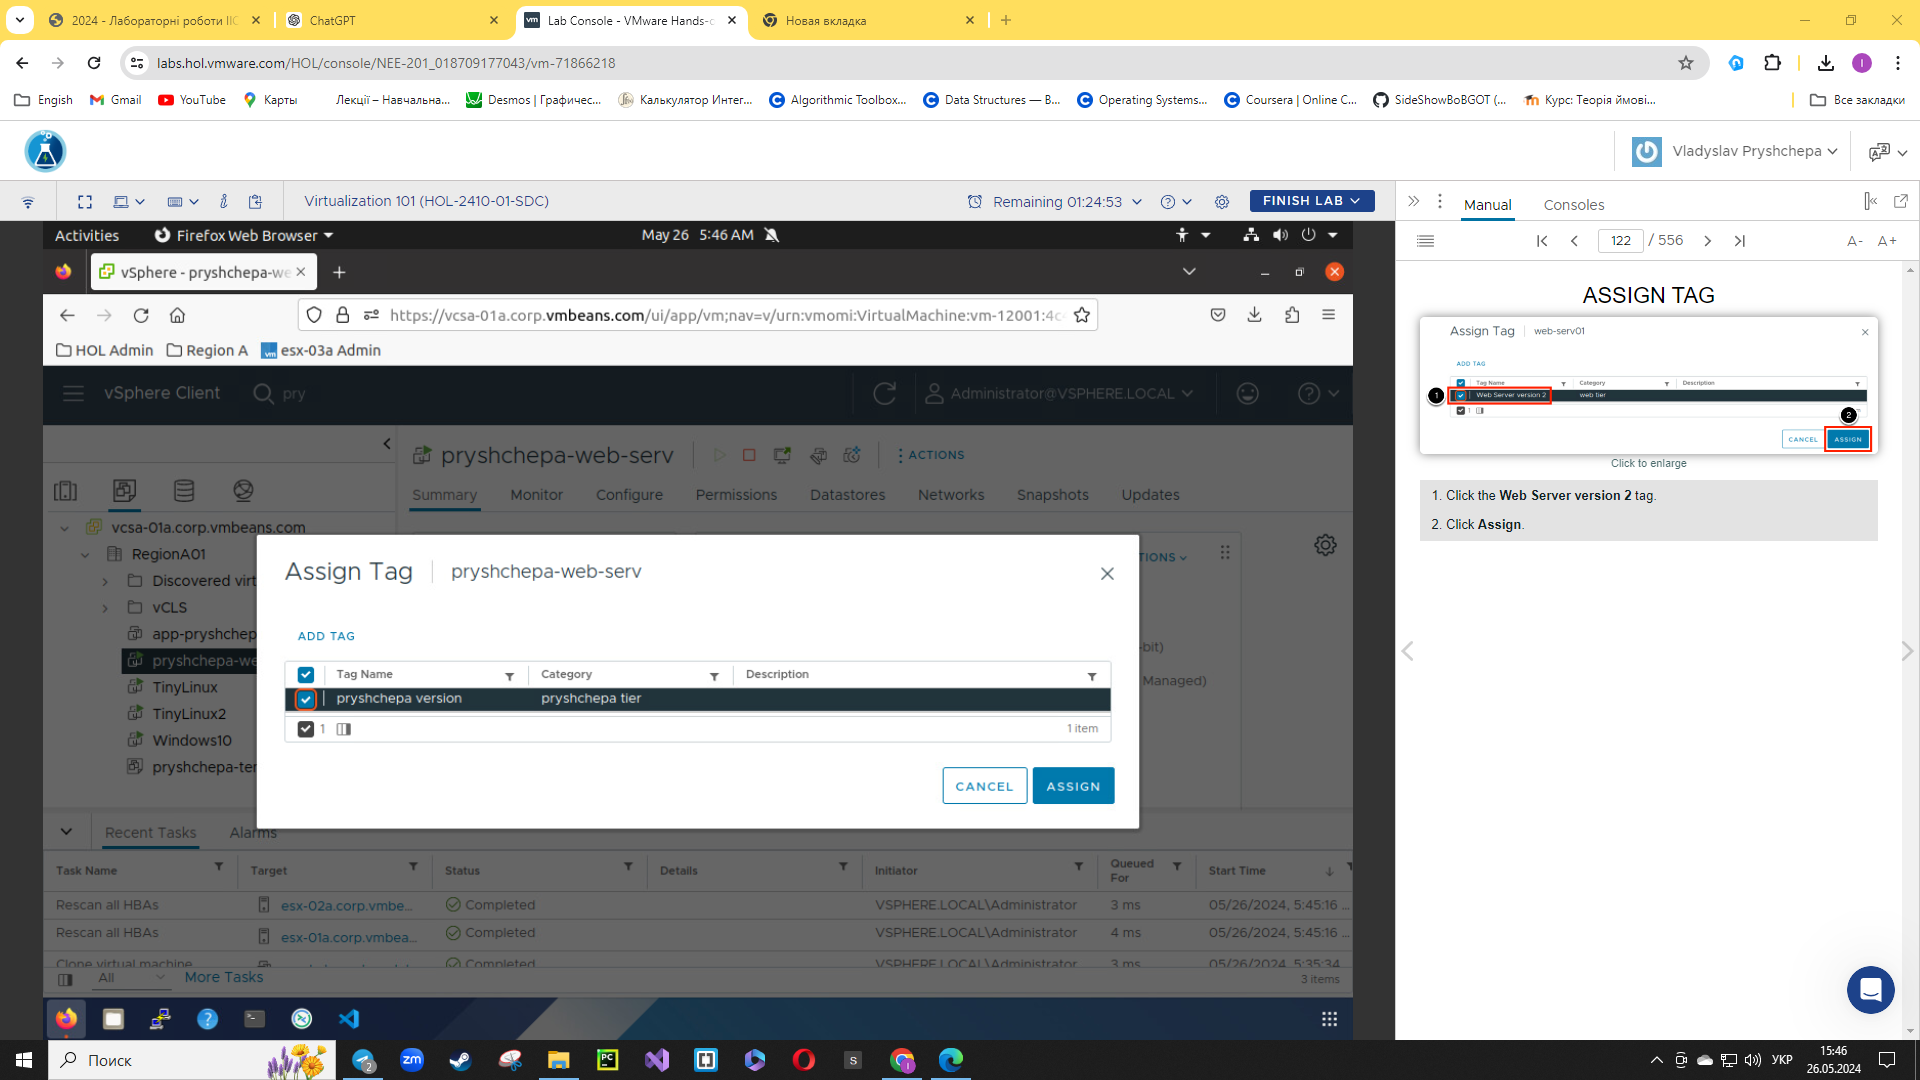 2024 - Лабораторні роботи ІІС
ChatGPT
Lab Console - VMware Hands-o
Новая вкладка
labs.hol.vmware.com/HOL/console/NEE-201_018709177043/vm-71866218
Engish
Gmail
YouTube
Карты
Лекції – Навчальна...
Desmos | Графичес...
Калькулятор Интег...
Algorithmic Toolbox...
Data Structures — В...
Operating Systems...
Coursera | Online C...
SideShowBoBGOT (...
Курс: Теорія ймові...
Все закладки
Vladyslav Pryshchepa
Virtualization 101 (HOL-2410-01-SDC)
Remaining 01:24:53
FINISH LAB
Manual
Consoles
122 / 556
A- A+
Activities
Firefox Web Browser
May 26 5:46 AM
vSphere - pryshchepa-we
https://vcsa-01a.corp.vmbeans.com/ui/app/vm;nav=v/urn:vmomi:VirtualMachine:vm-12001:4c
HOL Admin
Region A
esx-03a Admin
vSphere Client
pry
Administrator@VSPHERE.LOCAL
pryshchepa-web-serv
ACTIONS
Summary
Monitor
Configure
Permissions
Datastores
Networks
Snapshots
Updates
vcsa-01a.corp.vmbeans.com
RegionA01
Discovered virt
vCLS
app-pryshchep
pryshchepa-we
TinyLinux
TinyLinux2
Windows10
pryshchepa-ter
TIONS
-bit)
Managed)
Assign Tag
pryshchepa-web-serv
ADD TAG
Tag Name
Category
Description
pryshchepa version
pryshchepa tier
1
1 item
CANCEL
ASSIGN
Recent Tasks
Alarms
Task Name
Target
Status
Details
Initiator
Queued For
Start Time
Rescan all HBAs
esx-02a.corp.vmbe...
Completed
VSPHERE.LOCAL\Administrator
3 ms
05/26/2024, 5:45:16 ...
Rescan all HBAs
esx-01a.corp.vmbea...
Completed
VSPHERE.LOCAL\Administrator
4 ms
05/26/2024, 5:45:16 ...
Clone virtual machine
Completed
VSPHERE.LOCAL\Administrator
3 ms
05/26/2024, 5:35:34
All
More Tasks
3 items
ASSIGN TAG
Assign Tag
web-serv01
ADD TAG
Tag Name
Category
Description
1
Web Server version 2
web tier
1
2
CANCEL
ASSIGN
Click to enlarge
1. Click the Web Server version 2 tag.
2. Click Assign.
Поиск
2
zm
PC
S
УКР
15:46
26.05.2024